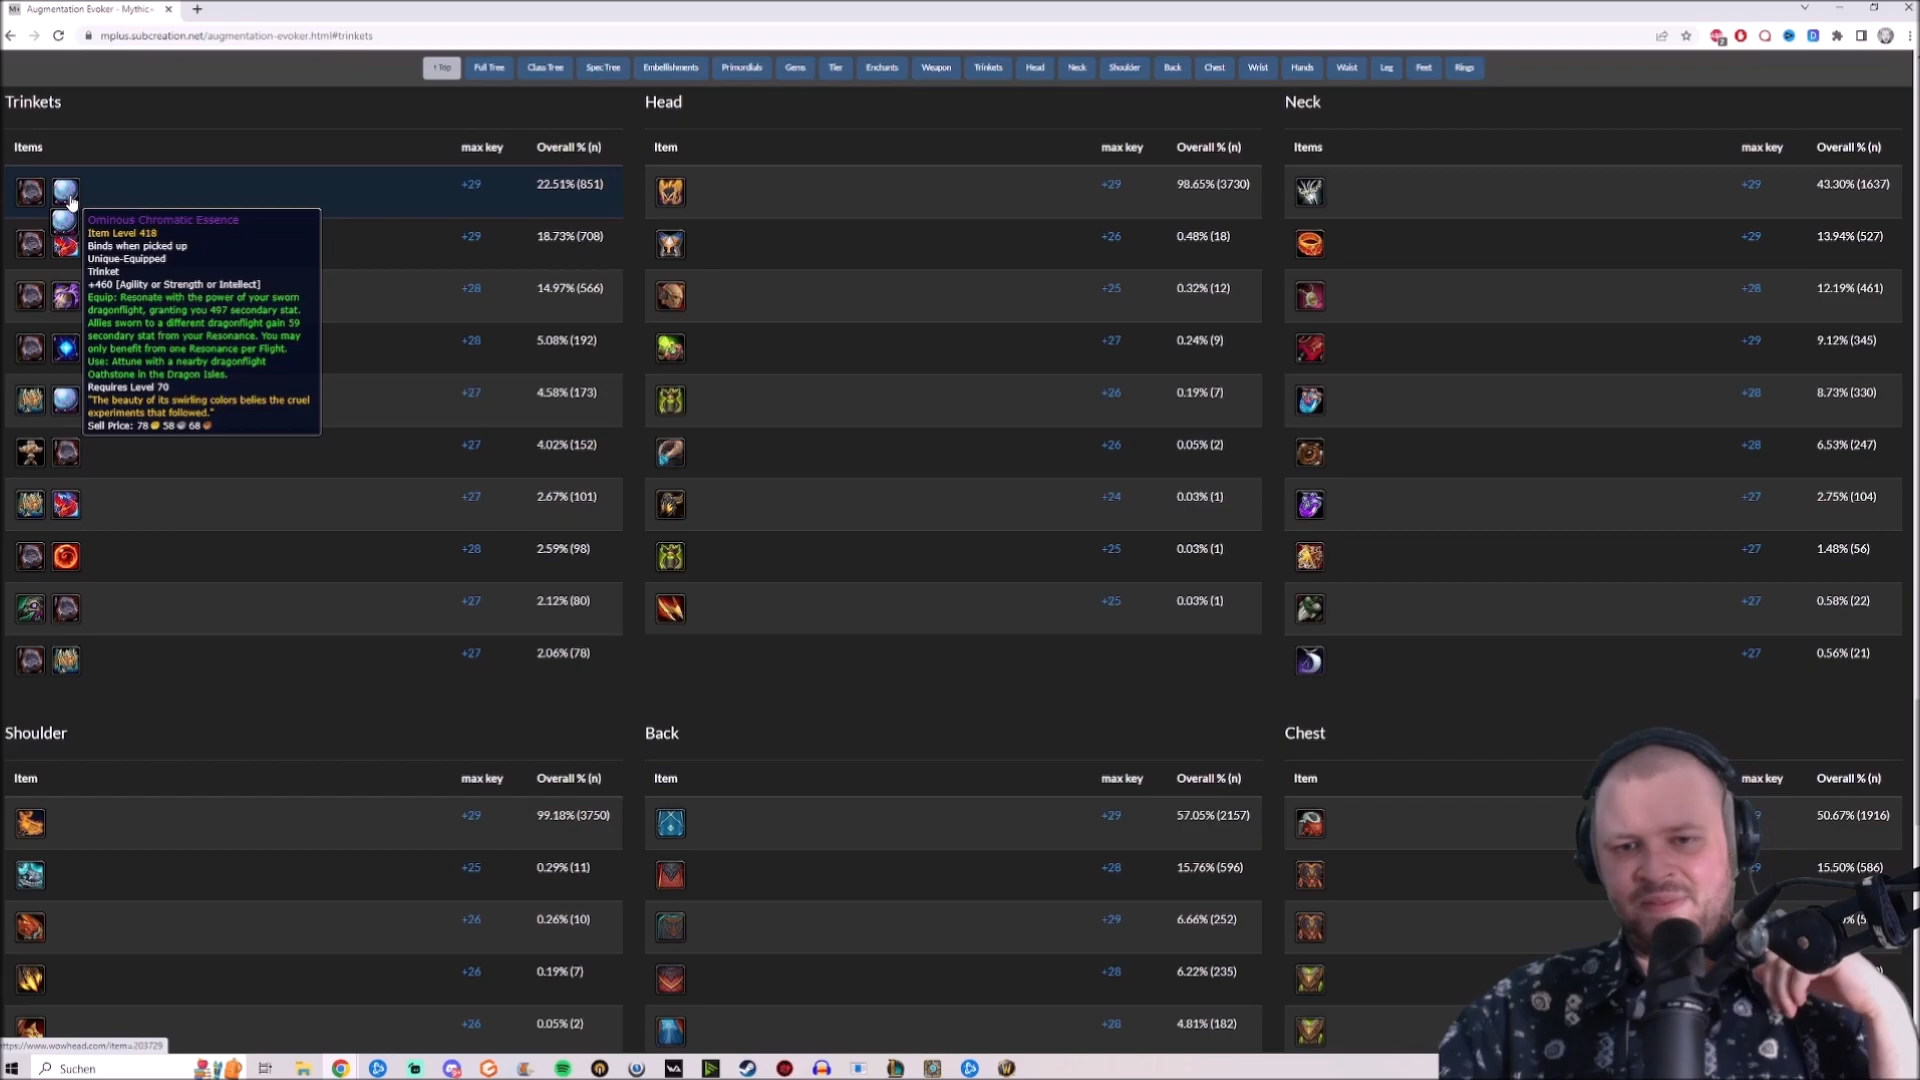 Augmentation Evoker - Mythic+
mplus.subcreation.net/augmentation-evoker.html#trinkets
↑ Top Full Tree Class Tree Spec Tree Embellishments Primordials Gems Tier Enchants Weapon Trinkets Head Neck Shoulder Back Chest Wrist Hands Waist Leg Feet Rings
Trinkets
Items max key Overall % (n)
+29 22.51% (851)
Ominous Chromatic Essence
Item Level 418
Binds when picked up
Unique-Equipped
Trinket
+460 [Agility or Strength or Intellect]
Equip: Resonate with the power of your sworn
dragonflight, granting you 497 secondary stat.
Allies sworn to a different dragonflight gain 59
secondary stat from your Resonance. You may
only benefit from one Resonance per Flight.
Use: Attune with a nearby dragonflight
Oathstone in the Dragon Isles.
Requires Level 70
"The beauty of its swirling colors belies the cruel
experiments that followed."
Sell Price: 78 58 68
+29 18.73% (708)
+28 14.97% (566)
+28 5.08% (192)
+27 4.58% (173)
+27 4.02% (152)
+27 2.67% (101)
+28 2.59% (98)
+27 2.12% (80)
+27 2.06% (78)
Head
Item max key Overall % (n)
+29 98.65% (3730)
+26 0.48% (18)
+25 0.32% (12)
+27 0.24% (9)
+26 0.19% (7)
+26 0.05% (2)
+24 0.03% (1)
+25 0.03% (1)
+25 0.03% (1)
Neck
Items max key Overall % (n)
+29 43.30% (1637)
+29 13.94% (527)
+28 12.19% (461)
+29 9.12% (345)
+28 8.73% (330)
+28 6.53% (247)
+27 2.75% (104)
+27 1.48% (56)
+27 0.58% (22)
+27 0.56% (21)
Shoulder
Item max key Overall % (n)
+29 99.18% (3750)
+25 0.29% (11)
+26 0.26% (10)
+26 0.19% (7)
+26 0.05% (2)
Back
Item max key Overall % (n)
+29 57.05% (2157)
+28 15.76% (596)
+29 6.66% (252)
+28 6.22% (235)
+28 4.81% (182)
Chest
Item max key Overall % (n)
50.67% (1916)
15.50% (586)
https://www.wowhead.com/item=203729
Suchen